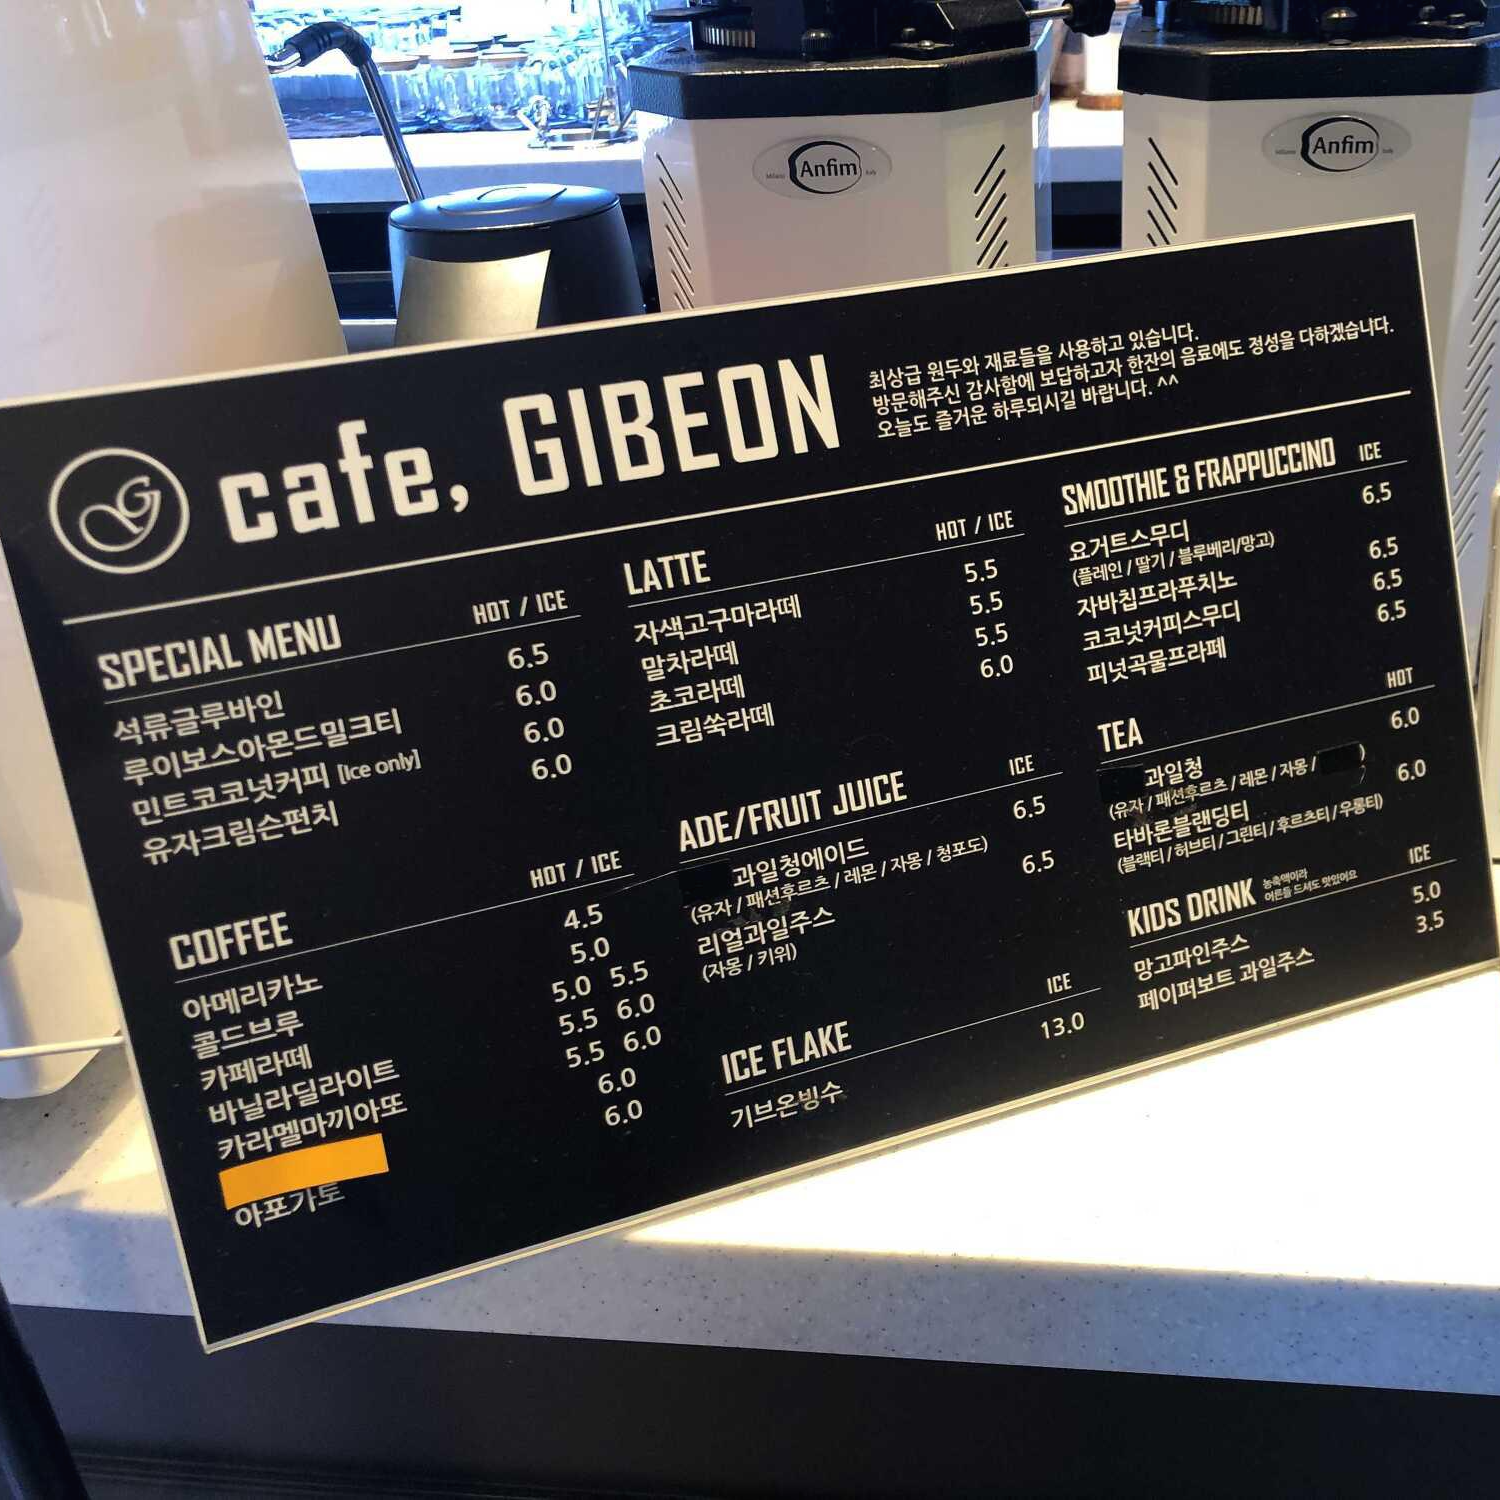 Anfim
Anfim
cafe, GIBEON
최상급 원두와 재료들을 사용하고 있습니다.
방문해주신 감사함에 보답하고자 한잔의 음료에도 정성을 다하겠습니다.
오늘도 즐거운 하루되시길 바랍니다. ^^
SPECIAL MENU HOT / ICE
석류글루바인 6.5
루이보스아몬드밀크티 6.0
민트코코넛커피 [Ice only] 6.0
유자크림슨펀치 6.0
COFFEE HOT / ICE
아메리카노 4.5
콜드브루 5.0
카페라떼 5.0 5.5
바닐라딜라이트 5.5 6.0
카라멜마끼아또 5.5 6.0
6.0
아포가토 6.0
LATTE HOT / ICE
자색고구마라떼 5.5
말차라떼 5.5
초코라떼 5.5
크림쑥라떼 6.0
ADE/FRUIT JUICE ICE
과일청에이드 6.5
(유자 / 패션후르츠 / 레몬 / 자몽 / 청포도)
리얼과일주스 6.5
(자몽 / 키위)
ICE FLAKE ICE
기브온빙수 13.0
SMOOTHIE & FRAPPUCCINO ICE
요거트스무디 6.5
(플레인 / 딸기 / 블루베리/망고)
자바칩프라푸치노 6.5
코코넛커피스무디 6.5
피넛곡물프라페 6.5
TEA HOT
과일청 6.0
(유자 / 패션후르츠 / 레몬 / 자몽 / )
타바론블랜딩티 6.0
(블랙티 / 허브티 / 그린티 / 후르츠티 / 우롱티)
KIDS DRINK ICE
농축액이라
어른들 드셔도 맛있어요
망고파인주스 5.0
페이퍼보트 과일주스 3.5